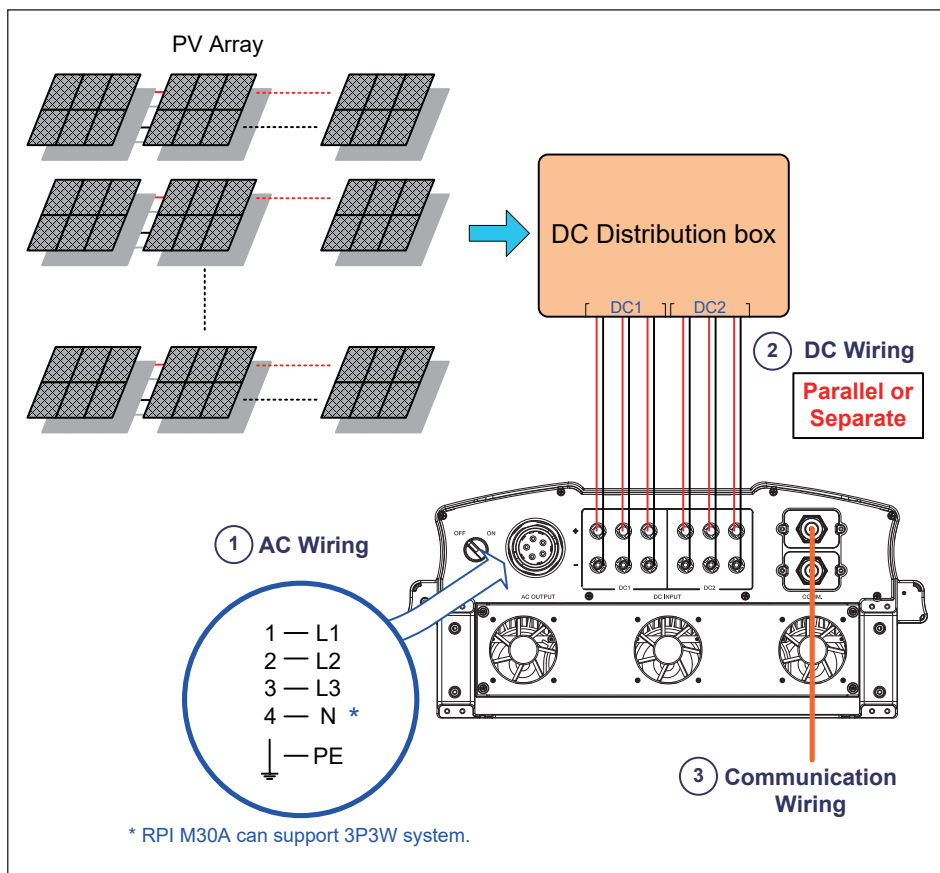 PV Array
DC Distribution box
DC1 DC2
2 DC Wiring
Parallel or
Separate
1 AC Wiring
OFF ON
+
−
AC OUTPUT
DC1 DC INPUT DC2
COMM.
1 — L1
2 — L2
3 — L3
4 — N *
— PE
3 Communication
Wiring
* RPI M30A can support 3P3W system.